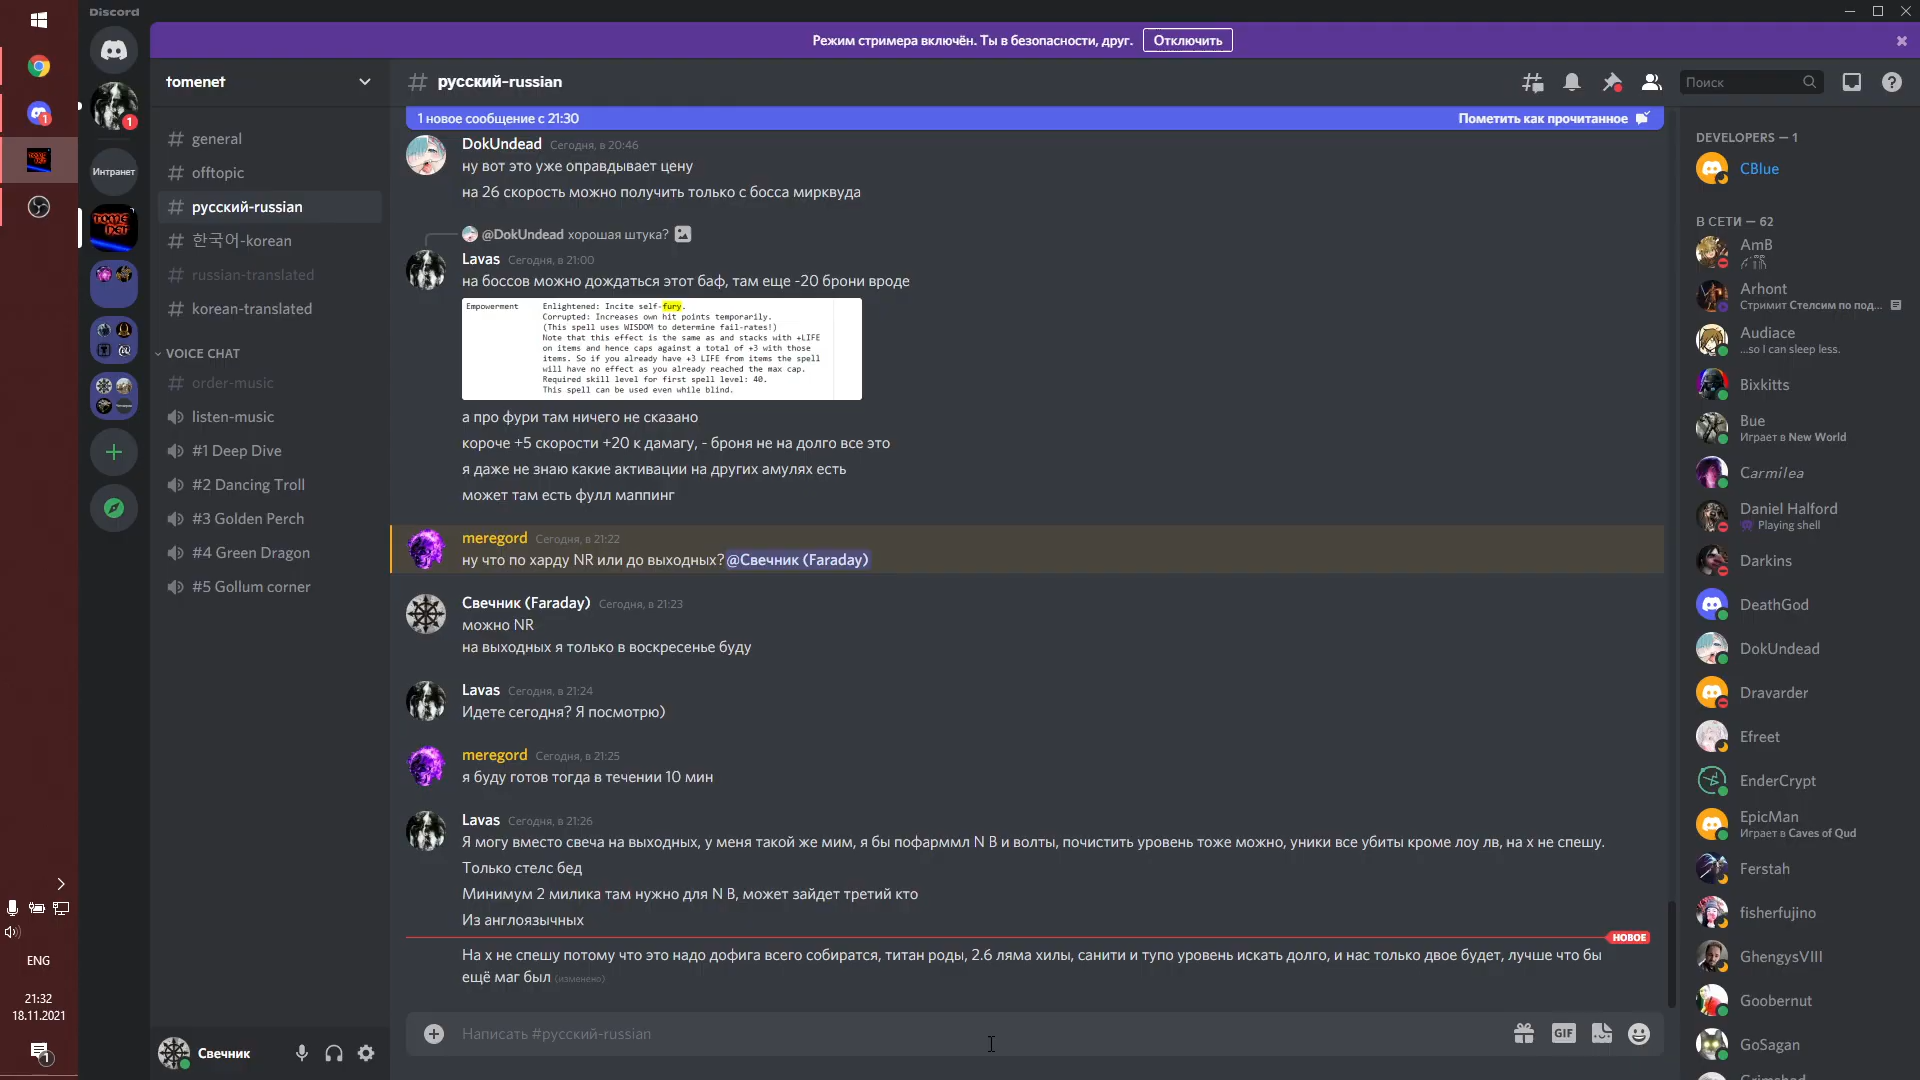 Discord
Режим стримера включён. Ты в безопасности, друг.
Отключить
tomenet
general
offtopic
русский-russian
한국어-korean
russian-translated
korean-translated
VOICE CHAT
order-music
listen-music
#1 Deep Dive
#2 Dancing Troll
#3 Golden Perch
#4 Green Dragon
#5 Gollum corner
Свечник
1
1
Интранет
TOME NET
ENG
21:32
18.11.2021
1
русский-russian
Поиск
1 новое сообщение с 21:30
Пометить как прочитанное
DokUndead Сегодня, в 20:46
ну вот это уже оправдывает цену
на 26 скорость можно получить только с босса мирквуда
@DokUndead хорошая штука?
Lavas Сегодня, в 21:00
на боссов можно дождаться этот баф, там еще -20 брони вроде
Empowerment Enlightened: Incite self-fury.
Corrupted: Increases own hit points temporarily.
(This spell uses WISDOM to determine fail-rates!)
Note that this effect is the same as and stacks with +LIFE
on items and hence caps against a total of +3 with those
items. So if you already have +3 LIFE from items the spell
will have no effect as you already reached the max cap.
Required skill level for first spell level: 40.
This spell can be used even while blind.
а про фури там ничего не сказано
короче +5 скорости +20 к дамагу, - броня не на долго все это
я даже не знаю какие активации на других амулях есть
может там есть фулл маппинг
meregord Сегодня, в 21:22
ну что по харду NR или до выходных? @Свечник (Faraday)
Свечник (Faraday) Сегодня, в 21:23
можно NR
на выходных я только в воскресенье буду
Lavas Сегодня, в 21:24
Идете сегодня? Я посмотрю)
meregord Сегодня, в 21:25
я буду готов тогда в течении 10 мин
Lavas Сегодня, в 21:26
Я могу вместо свеча на выходных, у меня такой же мим, я бы пофарммл N B и волты, почистить уровень тоже можно, уники все убиты кроме лоу лв, на х не спешу.
Только стелс бед
Минимум 2 милика там нужно для N B, может зайдет третий кто
Из англоязычных
НОВОЕ
На х не спешу потому что это надо дофига всего собиратся, титан роды, 2.6 ляма хилы, санити и тупо уровень искать долго, и нас только двое будет, лучше что бы
ещё маг был (изменено)
Написать #русский-russian
GIF
DEVELOPERS — 1
CBlue
В СЕТИ — 62
AmB
Arhont
Стримит Стелсим по под...
Audiace
...so I can sleep less.
Bixkitts
Bue
Играет в New World
Carmilea
Daniel Halford
Playing shell
Darkins
DeathGod
DokUndead
Dravarder
Efreet
EnderCrypt
EpicMan
Играет в Caves of Qud
Ferstah
fisherfujino
GhengysVIII
Goobernut
GoSagan